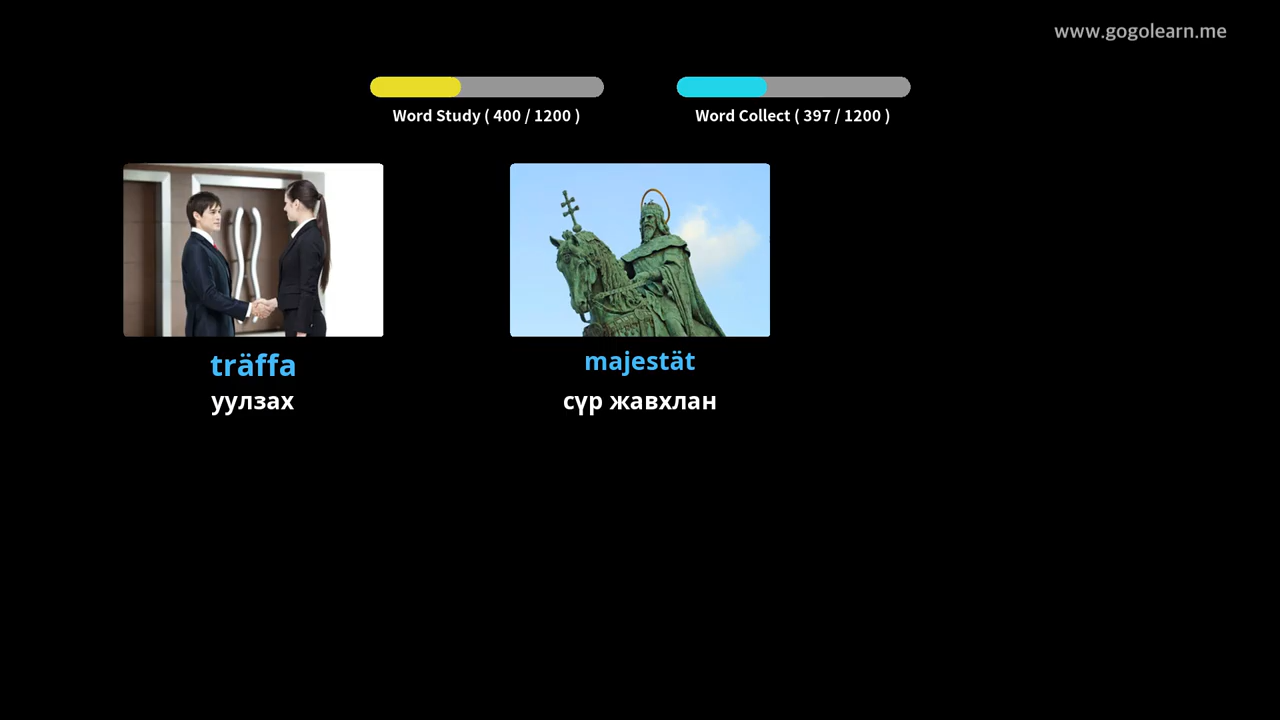 www.gogolearn.me
Word Study ( 400 / 1200 )
Word Collect ( 397 / 1200 )
träffa
уулзах
majestät
сүр жавхлан